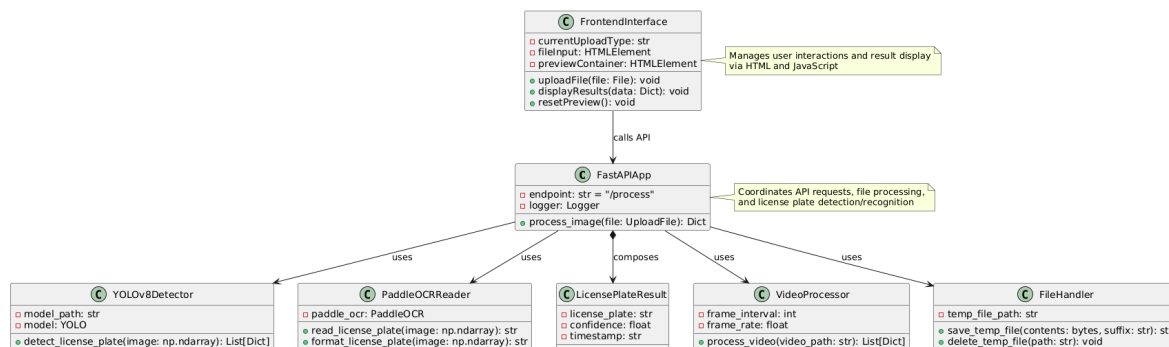 C FrontendInterface
currentUploadType: str
fileInput: HTMLElement
previewContainer: HTMLElement
uploadFile(file: File): void
displayResults(data: Dict): void
resetPreview(): void
Manages user interactions and result display
via HTML and JavaScript
calls API
C FastAPIApp
endpoint: str = "/process"
logger: Logger
process_image(file: UploadFile): Dict
Coordinates API requests, file processing,
and license plate detection/recognition
uses
uses
composes
uses
uses
C YOLOv8Detector
model_path: str
model: YOLO
detect_license_plate(image: np.ndarray): List[Dict]
C PaddleOCRReader
paddle_ocr: PaddleOCR
read_license_plate(image: np.ndarray): str
format_license_plate(image: np.ndarray): str
C LicensePlateResult
license_plate: str
confidence: float
timestamp: str
C VideoProcessor
frame_interval: int
frame_rate: float
process_video(video_path: str): List[Dict]
C FileHandler
temp_file_path: str
save_temp_file(contents: bytes, suffix: str): st
delete_temp_file(path: str): void